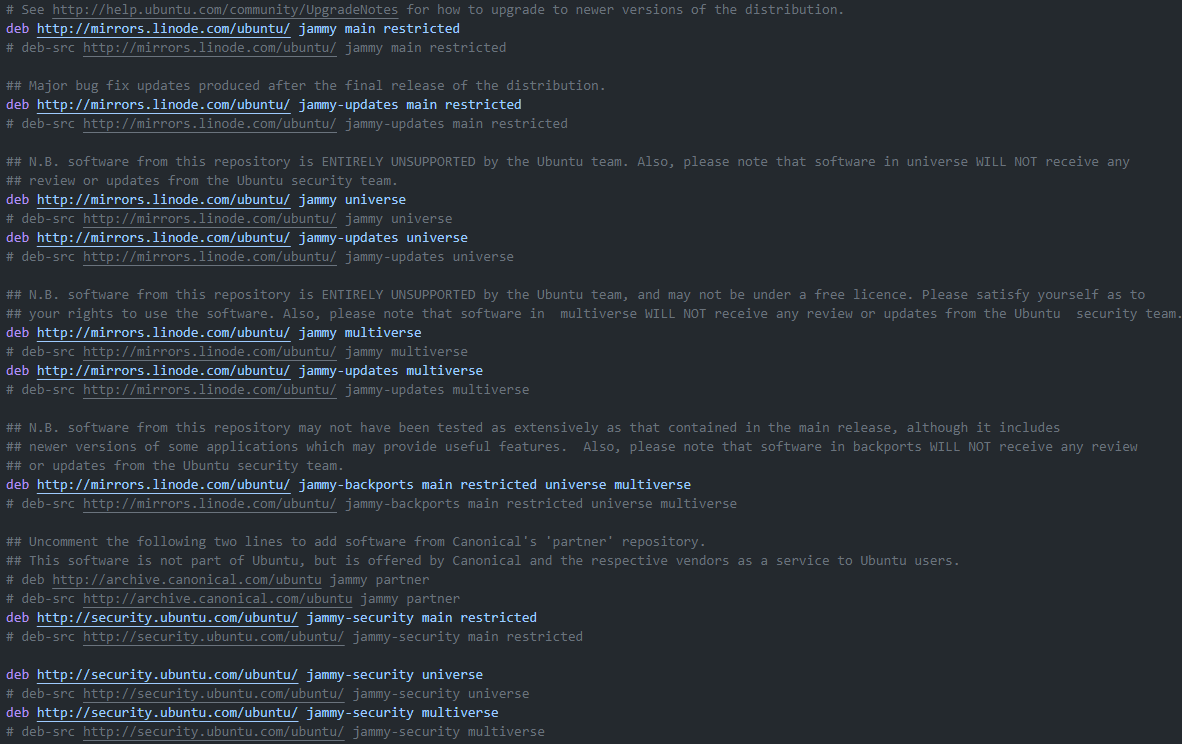 # See http://help.ubuntu.com/community/UpgradeNotes for how to upgrade to newer versions of the distribution.
deb http://mirrors.linode.com/ubuntu/ jammy main restricted
# deb-src http://mirrors.linode.com/ubuntu/ jammy main restricted
## Major bug fix updates produced after the final release of the distribution.
deb http://mirrors.linode.com/ubuntu/ jammy-updates main restricted
# deb-src http://mirrors.linode.com/ubuntu/ jammy-updates main restricted
## N.B. software from this repository is ENTIRELY UNSUPPORTED by the Ubuntu team. Also, please note that software in universe WILL NOT receive any
## review or updates from the Ubuntu security team.
deb http://mirrors.linode.com/ubuntu/ jammy universe
# deb-src http://mirrors.linode.com/ubuntu/ jammy universe
deb http://mirrors.linode.com/ubuntu/ jammy-updates universe
# deb-src http://mirrors.linode.com/ubuntu/ jammy-updates universe
## N.B. software from this repository is ENTIRELY UNSUPPORTED by the Ubuntu team, and may not be under a free licence. Please satisfy yourself as to
## your rights to use the software. Also, please note that software in  multiverse WILL NOT receive any review or updates from the Ubuntu  security team.
deb http://mirrors.linode.com/ubuntu/ jammy multiverse
# deb-src http://mirrors.linode.com/ubuntu/ jammy multiverse
deb http://mirrors.linode.com/ubuntu/ jammy-updates multiverse
# deb-src http://mirrors.linode.com/ubuntu/ jammy-updates multiverse
## N.B. software from this repository may not have been tested as extensively as that contained in the main release, although it includes
## newer versions of some applications which may provide useful features.  Also, please note that software in backports WILL NOT receive any review
## or updates from the Ubuntu security team.
deb http://mirrors.linode.com/ubuntu/ jammy-backports main restricted universe multiverse
# deb-src http://mirrors.linode.com/ubuntu/ jammy-backports main restricted universe multiverse
## Uncomment the following two lines to add software from Canonical's 'partner' repository.
## This software is not part of Ubuntu, but is offered by Canonical and the respective vendors as a service to Ubuntu users.
# deb http://archive.canonical.com/ubuntu jammy partner
# deb-src http://archive.canonical.com/ubuntu jammy partner
deb http://security.ubuntu.com/ubuntu/ jammy-security main restricted
# deb-src http://security.ubuntu.com/ubuntu/ jammy-security main restricted
deb http://security.ubuntu.com/ubuntu/ jammy-security universe
# deb-src http://security.ubuntu.com/ubuntu/ jammy-security universe
deb http://security.ubuntu.com/ubuntu/ jammy-security multiverse
# deb-src http://security.ubuntu.com/ubuntu/ jammy-security multiverse